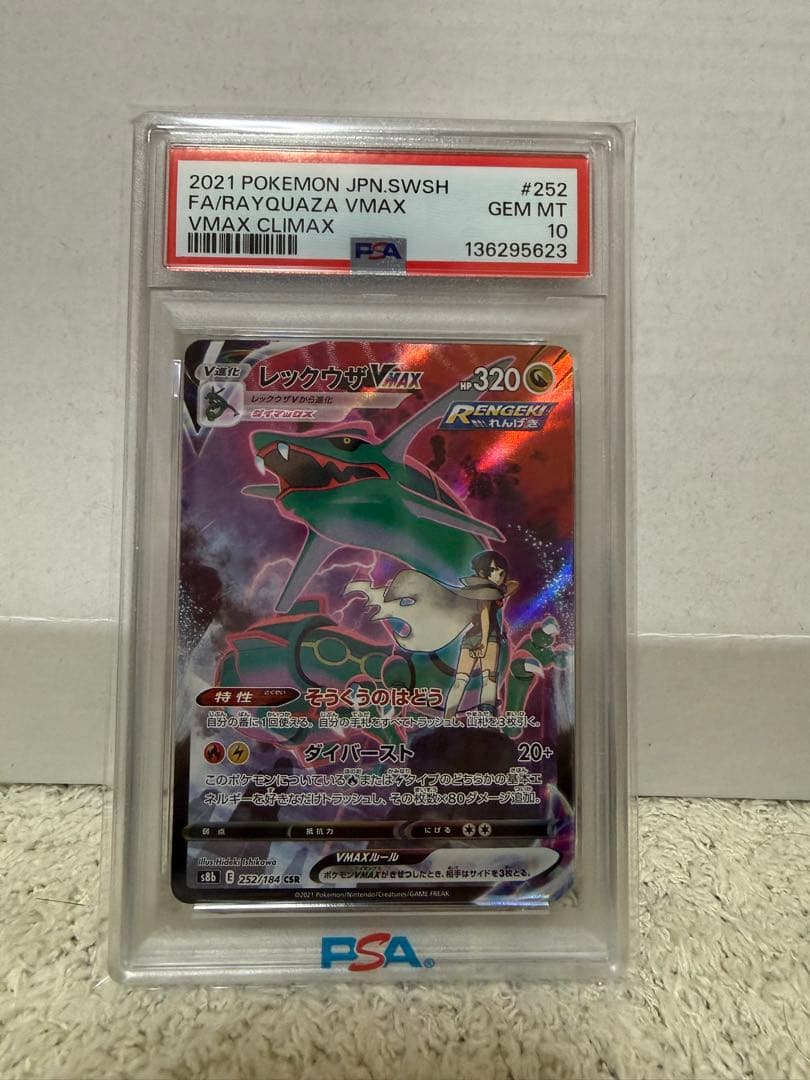 2021 POKEMON JPN.SWSH #252
FA/RAYQUAZA VMAX GEM MT
VMAX CLIMAX 10
PSA 136295623
V進化 レックウザVMAX HP320
レックウザVから進化
ダイマックス
RENGEKI
れんげき
特性 とくせい そうくうのはどう
自分の番に1回使える。自分の手札をすべてトラッシュし、山札を3枚引く。
ダイバースト 20+
このポケモンについている またはタイプのどちらかの基本エ
ネルギーを好きなだけトラッシュし、その枚数×80ダメージ追加。
弱点 抵抗力 にげる
Illus.Hideki Ishikawa
VMAXルール
ポケモンVMAXがきぜつしたとき、相手はサイドを3枚とる。
s8b E 252/184 CSR
©2021 Pokémon/Nintendo/Creatures/GAME FREAK
PSA®